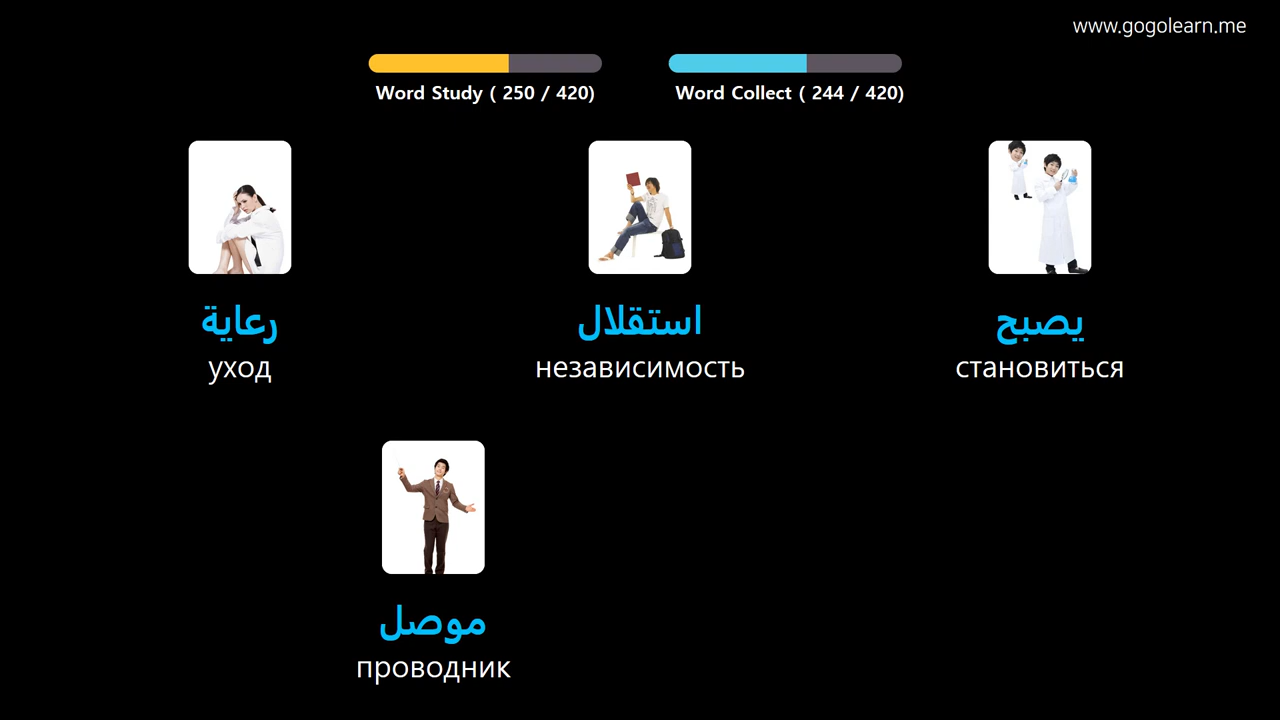 www.gogolearn.me
Word Study ( 250 / 420)
Word Collect ( 244 / 420)
رعاية
уход
استقلال
независимость
يصبح
становиться
موصل
проводник